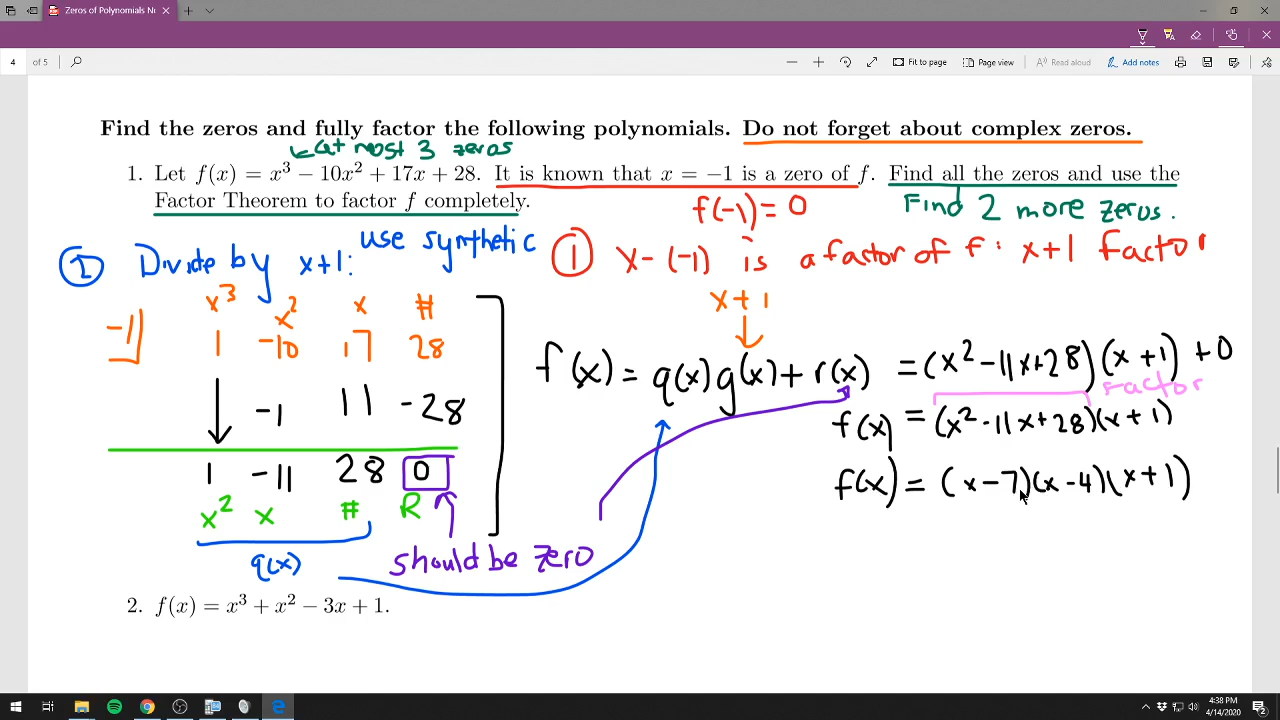 Zeros of Polynomials No
4 of 5
Fit to page
Page view
Read aloud
Add notes
Find the zeros and fully factor the following polynomials. Do not forget about complex zeros.
at most 3 zeros
1. Let f(x) = x³ − 10x² + 17x + 28. It is known that x = −1 is a zero of f. Find all the zeros and use the
Factor Theorem to factor f completely.
f(-1) = 0
Find 2 more zeros.
use synthetic
② Divide by x+1:
① x-(-1) is a factor of f: x+1 factor
x+1
x³ x² x #
-1 1 -10 17 28
-1 11 -28
1 -11 28 0
x² x # R
q(x)
should be zero
f(x) = q(x)g(x) + r(x) = (x²-11x+28)(x+1) + 0
Factor
f(x) = (x²-11x+28)(x+1)
f(x) = (x-7)(x-4)(x+1)
2. f(x) = x³ + x² − 3x + 1.
4:38 PM
4/14/2020
2